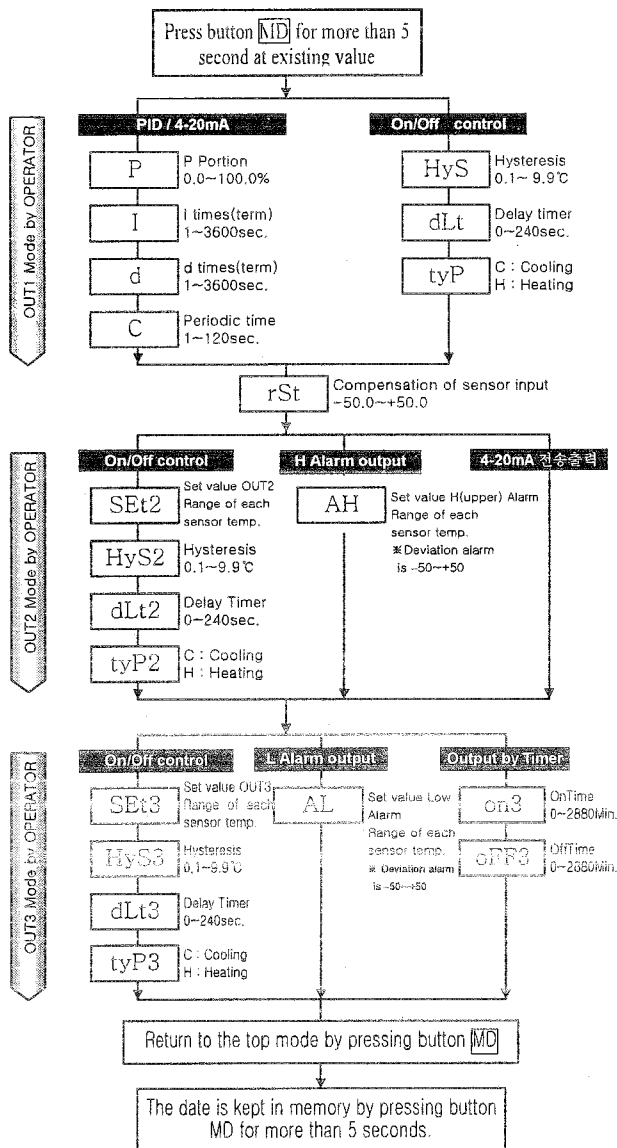 Press button MD for more than 5
second at existing value
OUT1 Mode by OPERATOR
PID / 4-20mA
On/Off control
P
P Portion
0.0~100.0%
I
I times(term)
1~3600sec.
d
d times(term)
1~3600sec.
C
Periodic time
1~120sec.
HyS
Hysteresis
0.1~ 9.9℃
dLt
Delay timer
0~240sec.
tyP
C : Cooling
H : Heating
rSt
Compensation of sensor input
-50.0~+50.0
OUT2 Mode by OPERATOR
On/Off control
H Alarm output
4-20mA 전송출력
SEt2
Set value OUT2
Range of each
sensor temp.
HyS2
Hysteresis
0.1~9.9℃
dLt2
Delay Timer
0~240sec.
tyP2
C : Cooling
H : Heating
AH
Set value H(upper) Alarm
Range of each
sensor temp.
※Deviation alarm
is -50~+50
OUT3 Mode by OPERATOR
On/Off control
L Alarm output
Output by Timer
SEt3
Set value OUT3
Range of each
sensor temp.
HyS3
Hysteresis
0.1~9.9℃
dLt3
Delay Timer
0~240sec.
tyP3
C : Cooling
H : Heating
AL
Set value Low
Alarm
Range of each
sensor temp.
※ Deviation alarm
is -50~+50
on3
OnTime
0~2880Min.
oFF3
OffTime
0~2880Min.
Return to the top mode by pressing button MD
The date is kept in memory by pressing button
MD for more than 5 seconds.